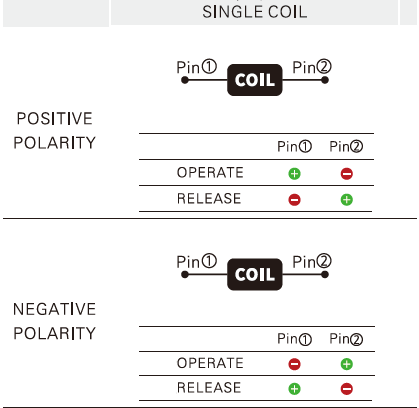 SINGLE COIL
Pin① COIL Pin②
POSITIVE
POLARITY
Pin① Pin②
OPERATE + −
RELEASE − +
Pin① COIL Pin②
NEGATIVE
POLARITY
Pin① Pin②
OPERATE − +
RELEASE + −